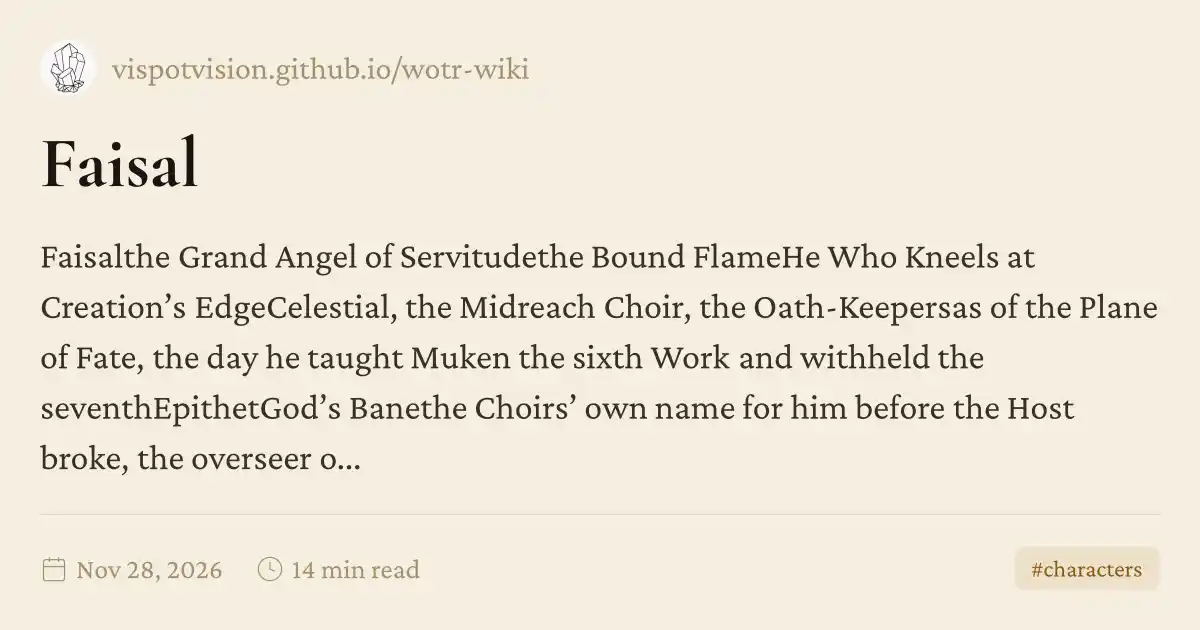 vispotvision.github.io/wotr-wiki
Faisal
Faisalthe Grand Angel of Servitudethe Bound FlameHe Who Kneels at
Creation’s EdgeCelestial, the Midreach Choir, the Oath-Keepersas of the Plane
of Fate, the day he taught Muken the sixth Work and withheld the
seventhEpithetGod’s Banethe Choirs’ own name for him before the Host
broke, the overseer o...
Nov 28, 2026
14 min read
#characters